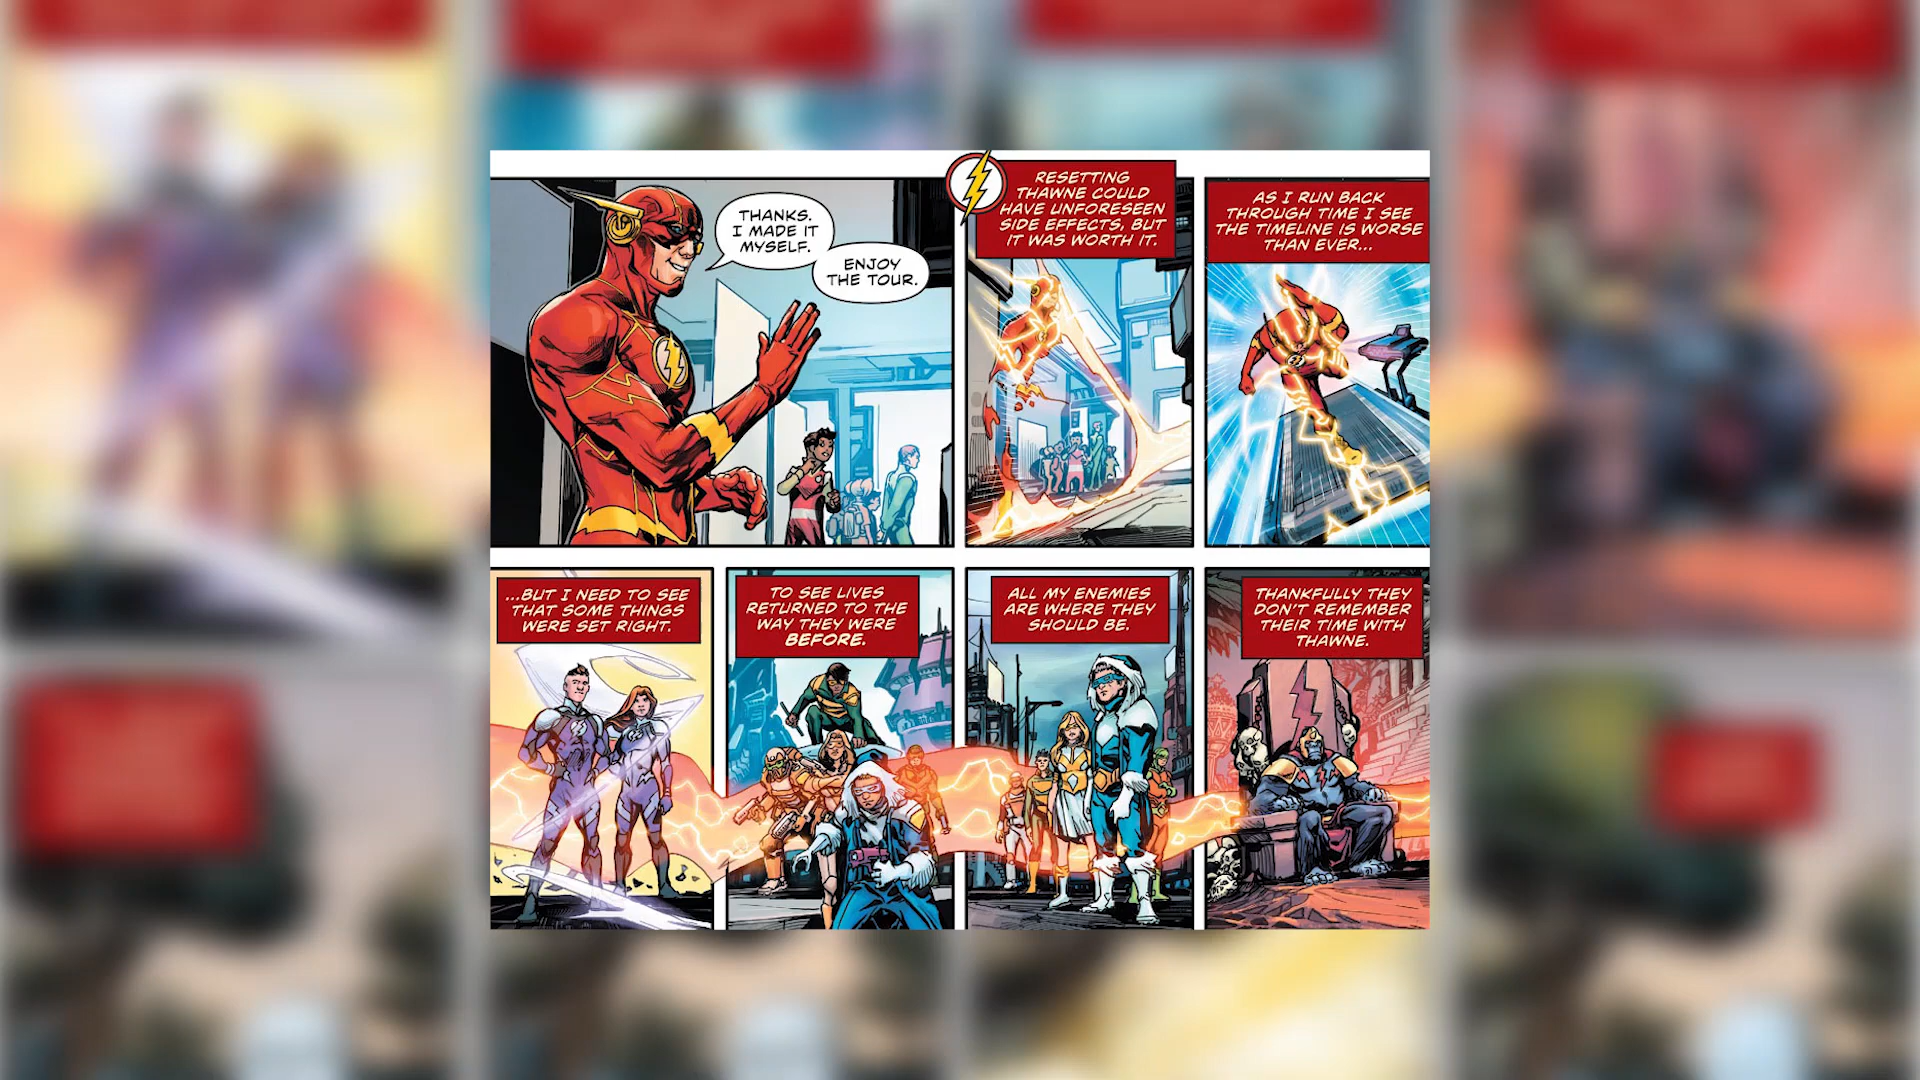 THANKS.
I MADE IT
MYSELF.
ENJOY
THE TOUR.
RESETTING
THAWNE COULD
HAVE UNFORESEEN
SIDE EFFECTS, BUT
IT WAS WORTH IT.
AS I RUN BACK
THROUGH TIME I SEE
THE TIMELINE IS WORSE
THAN EVER...
...BUT I NEED TO SEE
THAT SOME THINGS
WERE SET RIGHT.
TO SEE LIVES
RETURNED TO THE
WAY THEY WERE
BEFORE.
ALL MY ENEMIES
ARE WHERE THEY
SHOULD BE.
THANKFULLY THEY
DON'T REMEMBER
THEIR TIME WITH
THAWNE.